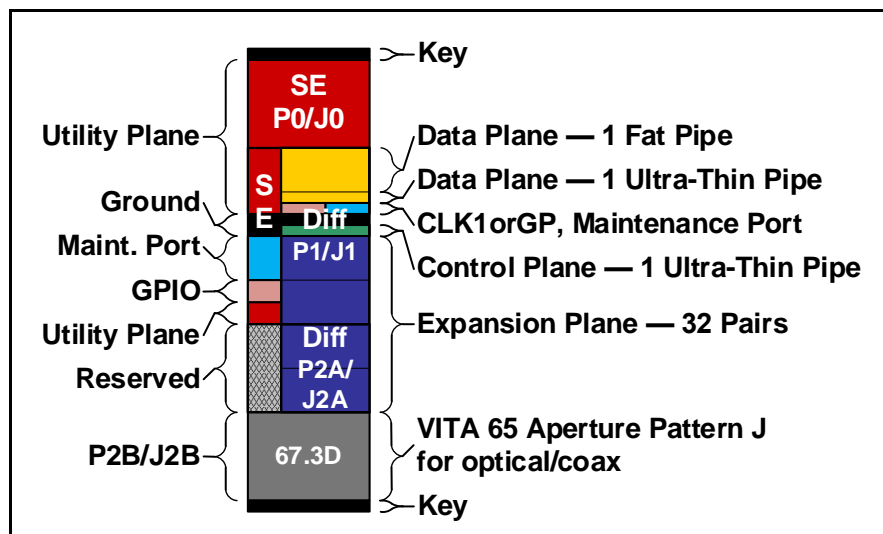 Key
SE
P0/J0
Utility Plane
Data Plane — 1 Fat Pipe
S
E
Data Plane — 1 Ultra-Thin Pipe
Ground
Diff
CLK1orGP, Maintenance Port
Maint. Port
P1/J1
Control Plane — 1 Ultra-Thin Pipe
GPIO
Utility Plane
Diff
Expansion Plane — 32 Pairs
Reserved
P2A/
J2A
P2B/J2B
67.3D
VITA 65 Aperture Pattern J
for optical/coax
Key